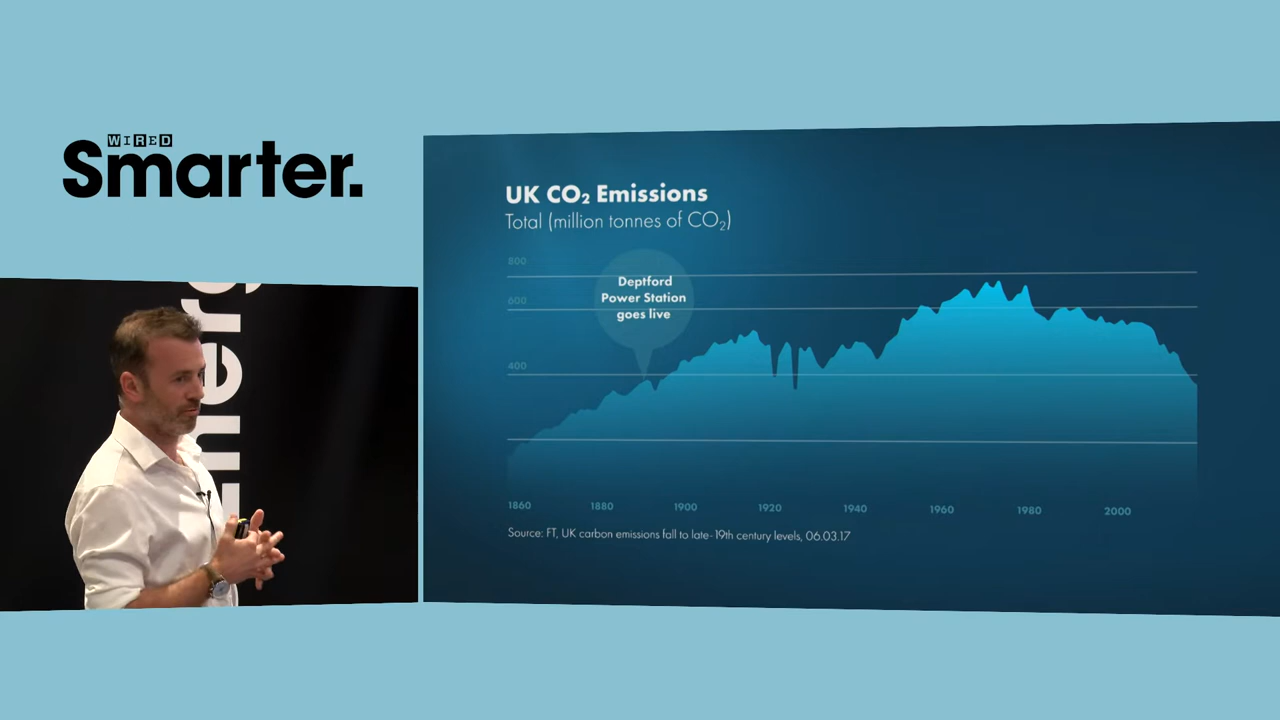 WIRED
Smarter.
energ
UK CO₂ Emissions
Total (million tonnes of CO₂)
800
Deptford
Power Station
goes live
600
400
1860 1880 1900 1920 1940 1960 1980 2000
Source: FT, UK carbon emissions fall to late-19th century levels, 06.03.17